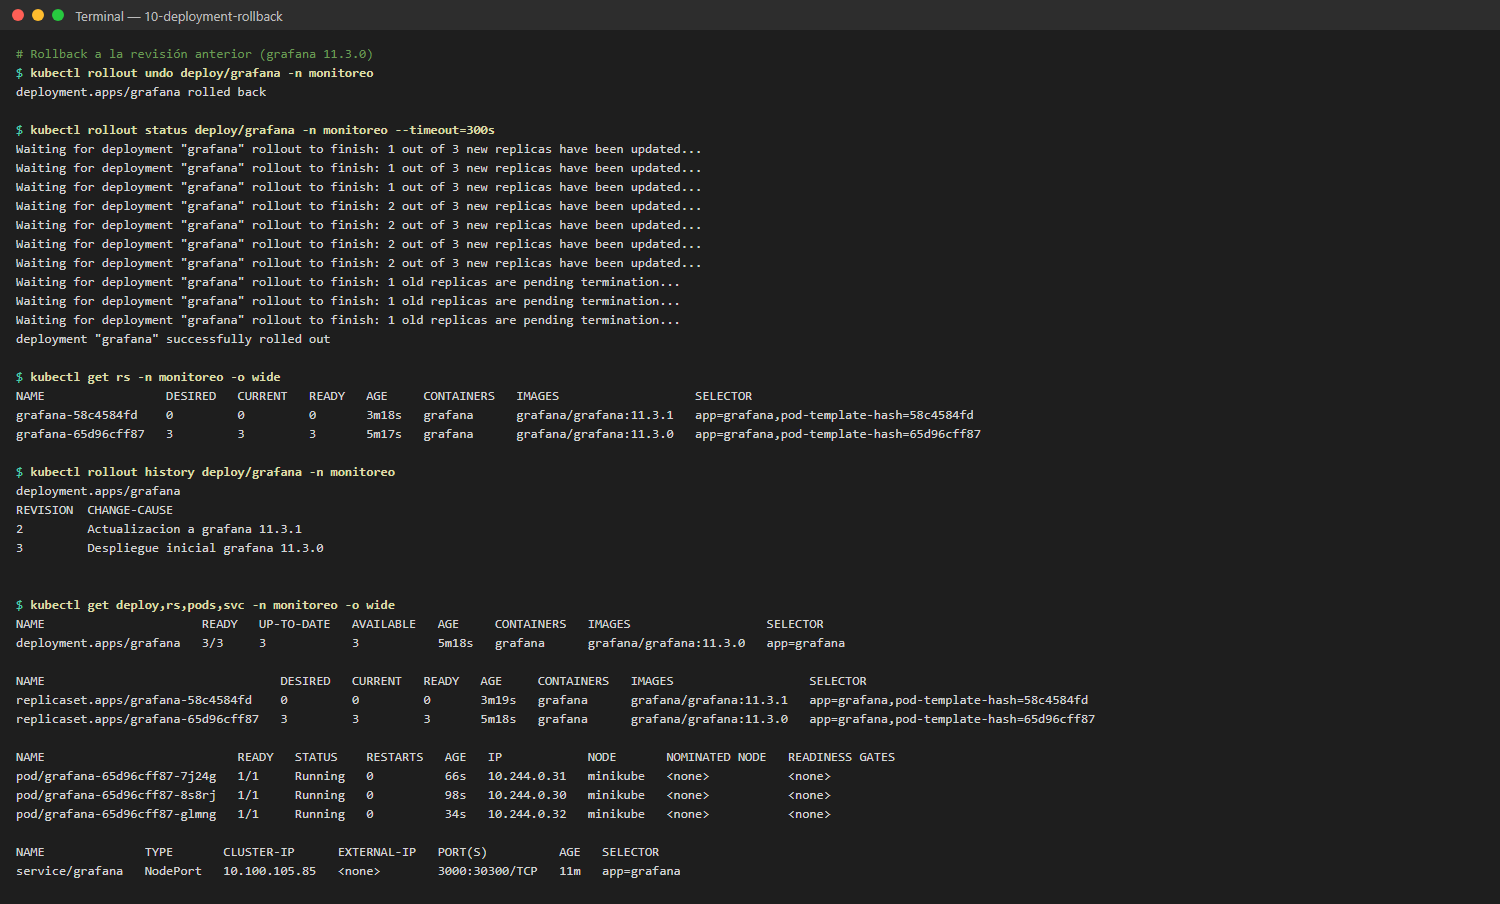 Terminal — 10-deployment-rollback
# Rollback a la revisión anterior (grafana 11.3.0)
$ kubectl rollout undo deploy/grafana -n monitoreo
deployment.apps/grafana rolled back
$ kubectl rollout status deploy/grafana -n monitoreo --timeout=300s
Waiting for deployment "grafana" rollout to finish: 1 out of 3 new replicas have been updated...
Waiting for deployment "grafana" rollout to finish: 1 out of 3 new replicas have been updated...
Waiting for deployment "grafana" rollout to finish: 1 out of 3 new replicas have been updated...
Waiting for deployment "grafana" rollout to finish: 2 out of 3 new replicas have been updated...
Waiting for deployment "grafana" rollout to finish: 2 out of 3 new replicas have been updated...
Waiting for deployment "grafana" rollout to finish: 2 out of 3 new replicas have been updated...
Waiting for deployment "grafana" rollout to finish: 2 out of 3 new replicas have been updated...
Waiting for deployment "grafana" rollout to finish: 1 old replicas are pending termination...
Waiting for deployment "grafana" rollout to finish: 1 old replicas are pending termination...
Waiting for deployment "grafana" rollout to finish: 1 old replicas are pending termination...
deployment "grafana" successfully rolled out
$ kubectl get rs -n monitoreo -o wide
NAME DESIRED CURRENT READY AGE CONTAINERS IMAGES SELECTOR
grafana-58c4584fd 0 0 0 3m18s grafana grafana/grafana:11.3.1 app=grafana,pod-template-hash=58c4584fd
grafana-65d96cff87 3 3 3 5m17s grafana grafana/grafana:11.3.0 app=grafana,pod-template-hash=65d96cff87
$ kubectl rollout history deploy/grafana -n monitoreo
deployment.apps/grafana
REVISION CHANGE-CAUSE
2 Actualizacion a grafana 11.3.1
3 Despliegue inicial grafana 11.3.0
$ kubectl get deploy,rs,pods,svc -n monitoreo -o wide
NAME READY UP-TO-DATE AVAILABLE AGE CONTAINERS IMAGES SELECTOR
deployment.apps/grafana 3/3 3 3 5m18s grafana grafana/grafana:11.3.0 app=grafana
NAME DESIRED CURRENT READY AGE CONTAINERS IMAGES SELECTOR
replicaset.apps/grafana-58c4584fd 0 0 0 3m19s grafana grafana/grafana:11.3.1 app=grafana,pod-template-hash=58c4584fd
replicaset.apps/grafana-65d96cff87 3 3 3 5m18s grafana grafana/grafana:11.3.0 app=grafana,pod-template-hash=65d96cff87
NAME READY STATUS RESTARTS AGE IP NODE NOMINATED NODE READINESS GATES
pod/grafana-65d96cff87-7j24g 1/1 Running 0 66s 10.244.0.31 minikube <none> <none>
pod/grafana-65d96cff87-8s8rj 1/1 Running 0 98s 10.244.0.30 minikube <none> <none>
pod/grafana-65d96cff87-glmng 1/1 Running 0 34s 10.244.0.32 minikube <none> <none>
NAME TYPE CLUSTER-IP EXTERNAL-IP PORT(S) AGE SELECTOR
service/grafana NodePort 10.100.105.85 <none> 3000:30300/TCP 11m app=grafana